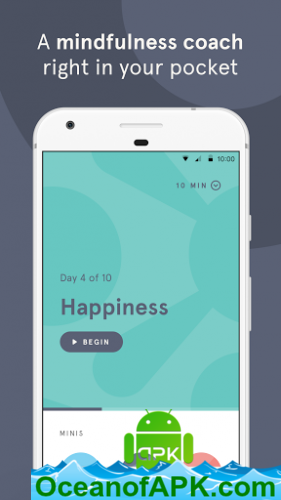 A mindfulness coach
right in your pocket
10:00
10 MIN
Day 4 of 10
Happiness
BEGIN
MINIS
APK
OceanofAPK.com